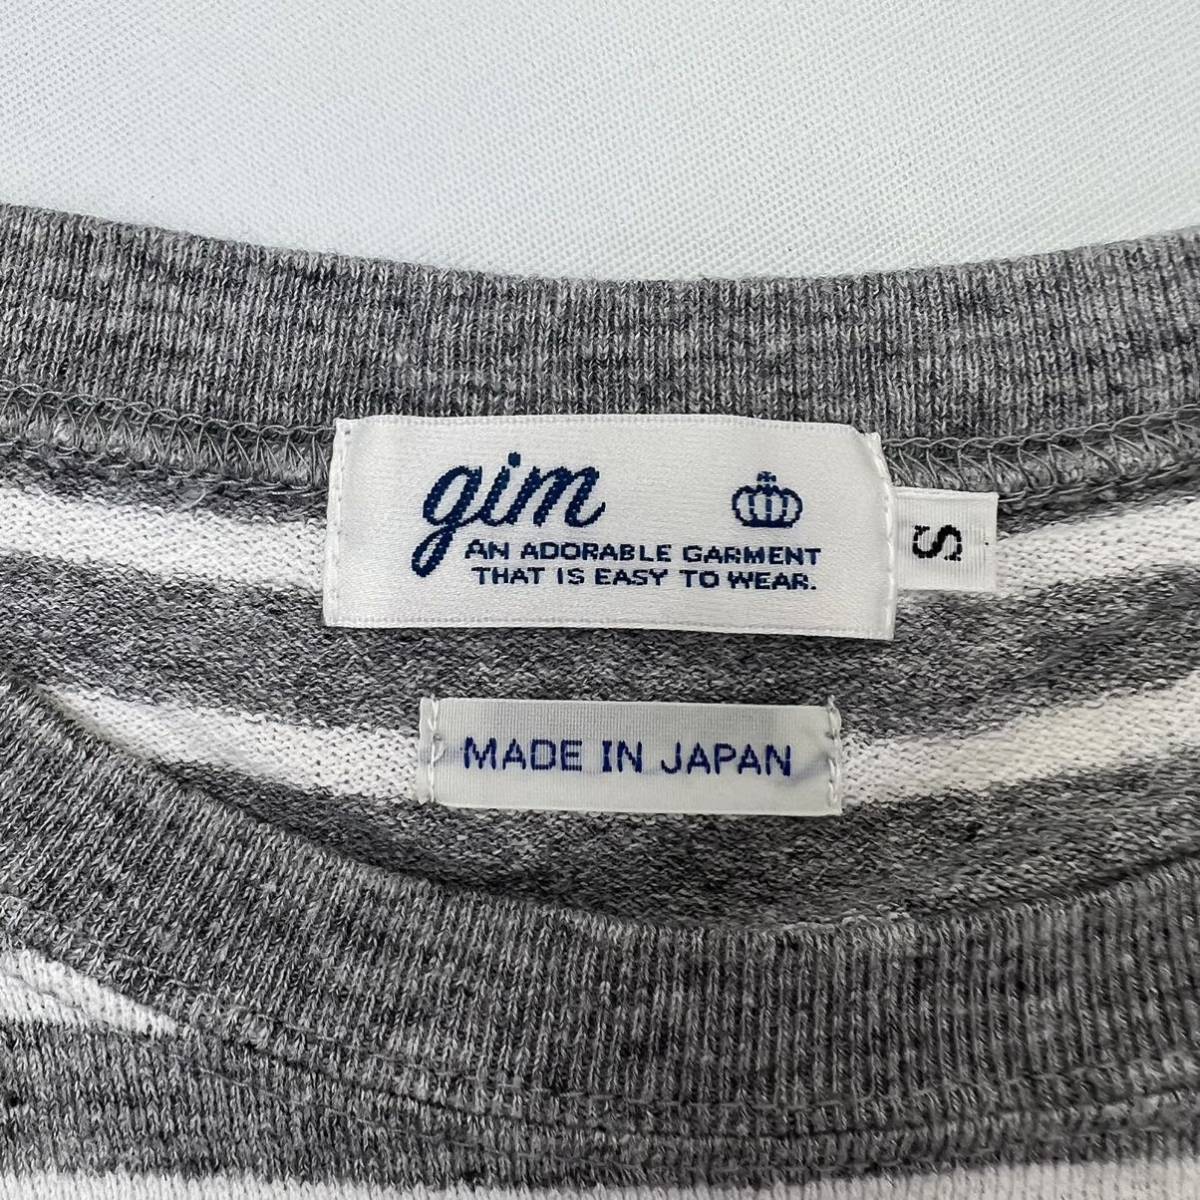 gim
AN ADORABLE GARMENT
THAT IS EASY TO WEAR.
S
MADE IN JAPAN